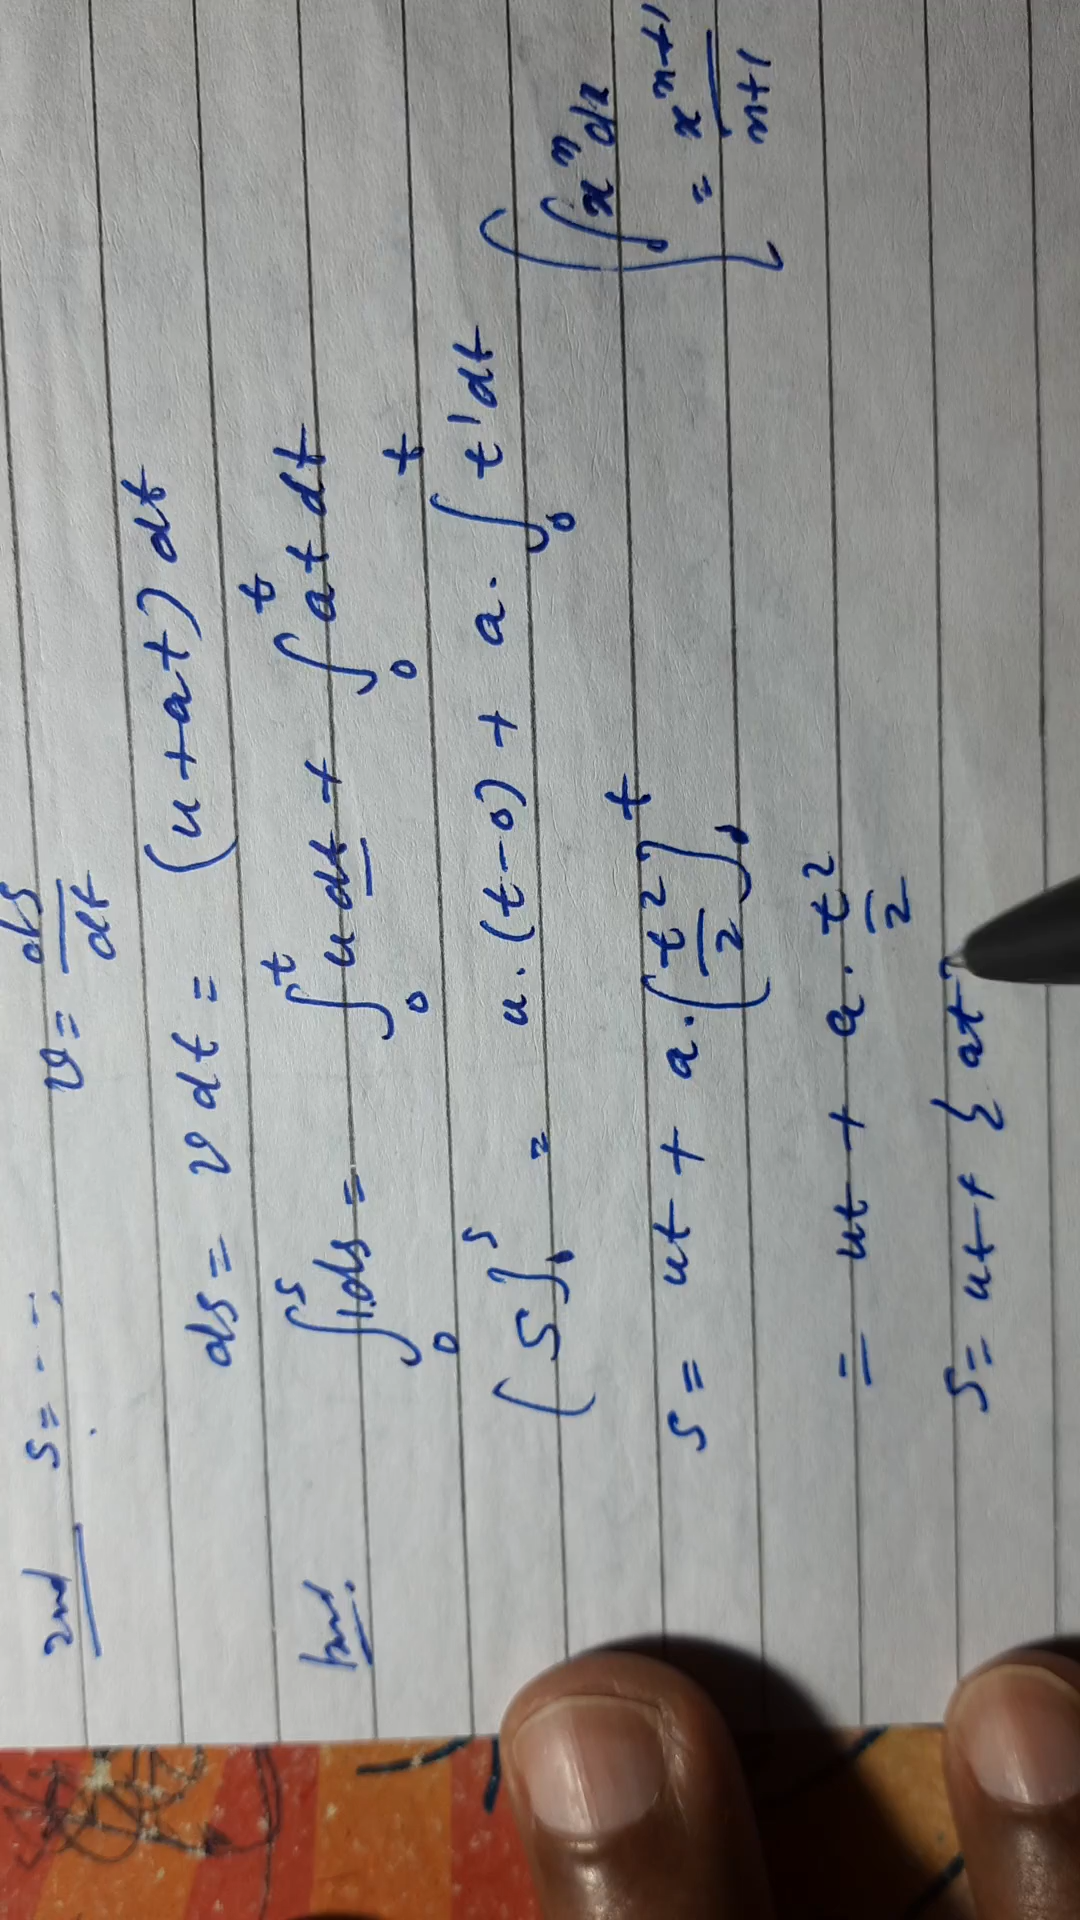 2nd s = - - ; v = ds/dt
ds = v dt = (u + at) dt
∫₀ˢ 1.ds = ∫₀ᵗ u dt + ∫₀ᵗ at dt
[S]₀ˢ = u.(t-0) + a. ∫₀ᵗ t¹ dt
{∫xⁿ dx
= xⁿ⁺¹/n+1
s = ut + a.[t²/2]₀ᵗ
= ut + a. t²/2
s = ut + ½ at²